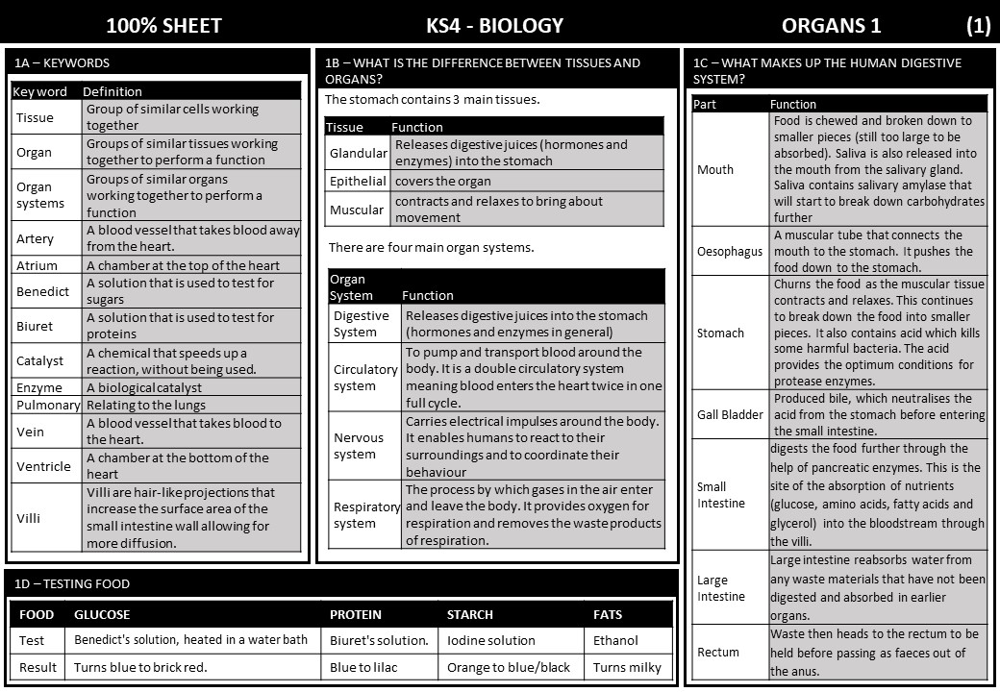 100% SHEET KS4 - BIOLOGY ORGANS 1 (1)
1A – KEYWORDS
Key word Definition
Tissue Group of similar cells working
together
Organ Groups of similar tissues working
together to perform a function
Organ
systems
Groups of similar organs
working together to perform a
function
Artery A blood vessel that takes blood away
from the heart.
Atrium A chamber at the top of the heart
Benedict A solution that is used to test for
sugars
Biuret A solution that is used to test for
proteins
Catalyst A chemical that speeds up a
reaction, without being used.
Enzyme A biological catalyst
Pulmonary Relating to the lungs
Vein A blood vessel that takes blood to
the heart.
Ventricle A chamber at the bottom of the
heart
Villi Villi are hair-like projections that
increase the surface area of the
small intestine wall allowing for
more diffusion.
1B – WHAT IS THE DIFFERENCE BETWEEN TISSUES AND
ORGANS?
The stomach contains 3 main tissues.
Tissue Function
Glandular Releases digestive juices (hormones and
enzymes) into the stomach
Epithelial covers the organ
Muscular contracts and relaxes to bring about
movement
There are four main organ systems.
Organ
System Function
Digestive
System
Releases digestive juices into the stomach
(hormones and enzymes in general)
Circulatory
system
To pump and transport blood around the
body. It is a double circulatory system
meaning blood enters the heart twice in one
full cycle.
Nervous
system
Carries electrical impulses around the body.
It enables humans to react to their
surroundings and to coordinate their
behaviour
Respiratory
system
The process by which gases in the air enter
and leave the body. It provides oxygen for
respiration and removes the waste products
of respiration.
1C – WHAT MAKES UP THE HUMAN DIGESTIVE
SYSTEM?
Part Function
Mouth Food is chewed and broken down to
smaller pieces (still too large to be
absorbed). Saliva is also released into
the mouth from the salivary gland.
Saliva contains salivary amylase that
will start to break down carbohydrates
further
Oesophagus A muscular tube that connects the
mouth to the stomach. It pushes the
food down to the stomach.
Stomach Churns the food as the muscular tissue
contracts and relaxes. This continues
to break down the food into smaller
pieces. It also contains acid which kills
some harmful bacteria. The acid
provides the optimum conditions for
protease enzymes.
Gall Bladder Produced bile, which neutralises the
acid from the stomach before entering
the small intestine.
Small
Intestine
digests the food further through the
help of pancreatic enzymes. This is the
site of the absorption of nutrients
(glucose, amino acids, fatty acids and
glycerol) into the bloodstream through
the villi.
Large
Intestine
Large intestine reabsorbs water from
any waste materials that have not been
digested and absorbed in earlier
organs.
Rectum Waste then heads to the rectum to be
held before passing as faeces out of
the anus.
1D – TESTING FOOD
FOOD GLUCOSE PROTEIN STARCH FATS
Test Benedict's solution, heated in a water bath Biuret's solution. Iodine solution Ethanol
Result Turns blue to brick red. Blue to lilac Orange to blue/black Turns milky